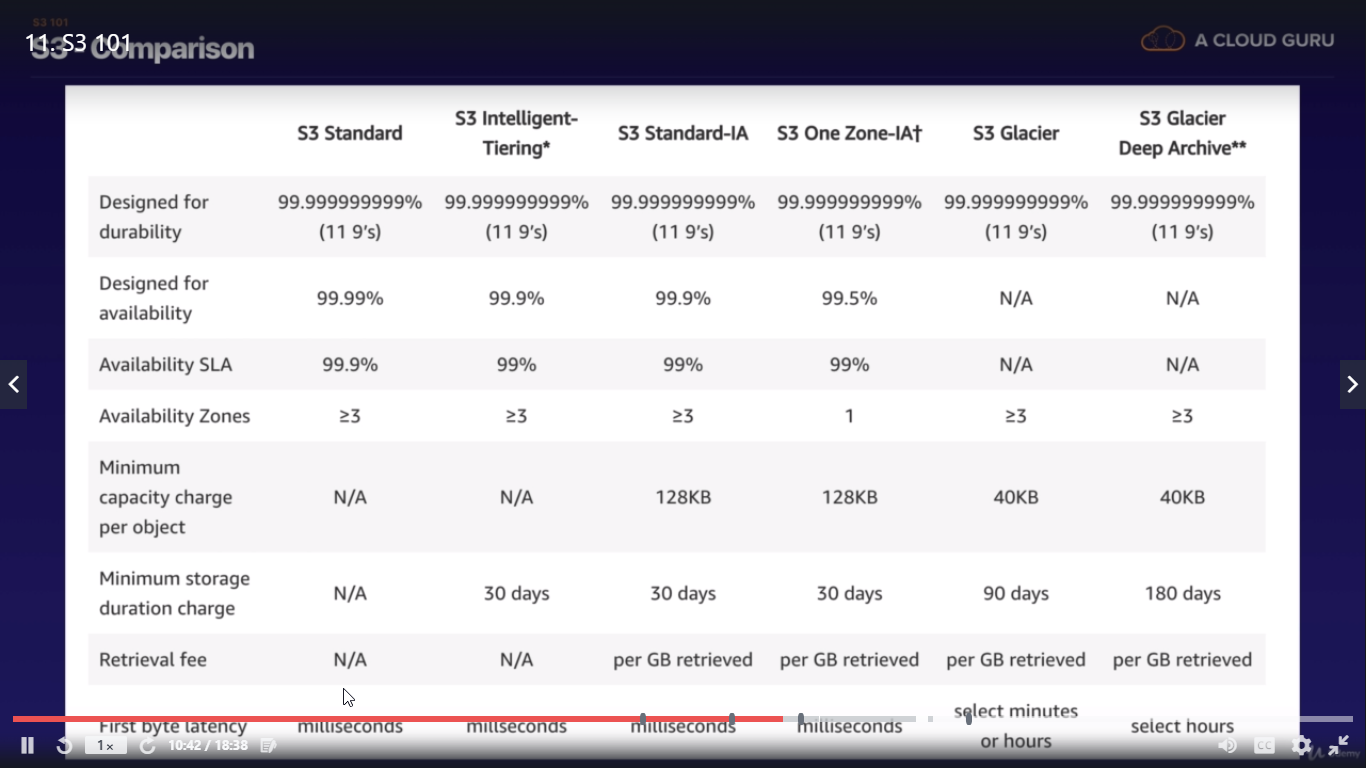 S3 101
11. S3 101
S3 - Comparison
A CLOUD GURU
S3 Standard
S3 Intelligent-
Tiering*
S3 Standard-IA
S3 One Zone-IA†
S3 Glacier
S3 Glacier
Deep Archive**
Designed for
durability
99.999999999%
(11 9’s)
99.999999999%
(11 9’s)
99.999999999%
(11 9’s)
99.999999999%
(11 9’s)
99.999999999%
(11 9’s)
99.999999999%
(11 9’s)
Designed for
availability
99.99%
99.9%
99.9%
99.5%
N/A
N/A
Availability SLA
99.9%
99%
99%
99%
N/A
N/A
Availability Zones
≥3
≥3
≥3
1
≥3
≥3
Minimum
capacity charge
per object
N/A
N/A
128KB
128KB
40KB
40KB
Minimum storage
duration charge
N/A
30 days
30 days
30 days
90 days
180 days
Retrieval fee
N/A
N/A
per GB retrieved
per GB retrieved
per GB retrieved
per GB retrieved
First byte latency
milliseconds
millseconds
milliseconds
milliseconds
select minutes
or hours
select hours
1x
10:42 / 18:38
CC
udemy